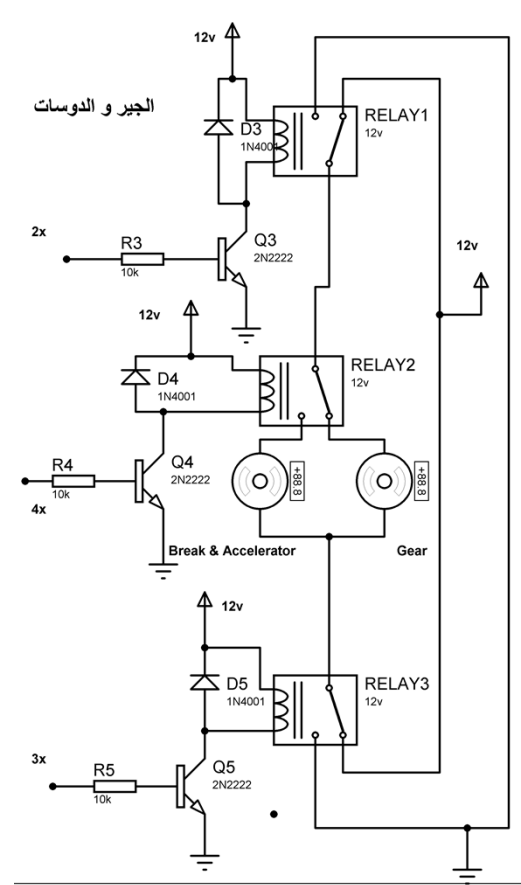 12v
الجير و الدوسات
D3
1N4001
RELAY1
12v
2x
R3
10k
Q3
2N2222
12v
12v
RELAY2
12v
D4
1N4001
R4
10k
4x
Q4
2N2222
+88.8
+88.8
Break & Accelerator
Gear
12v
D5
1N4001
RELAY3
12v
3x
R5
10k
Q5
2N2222